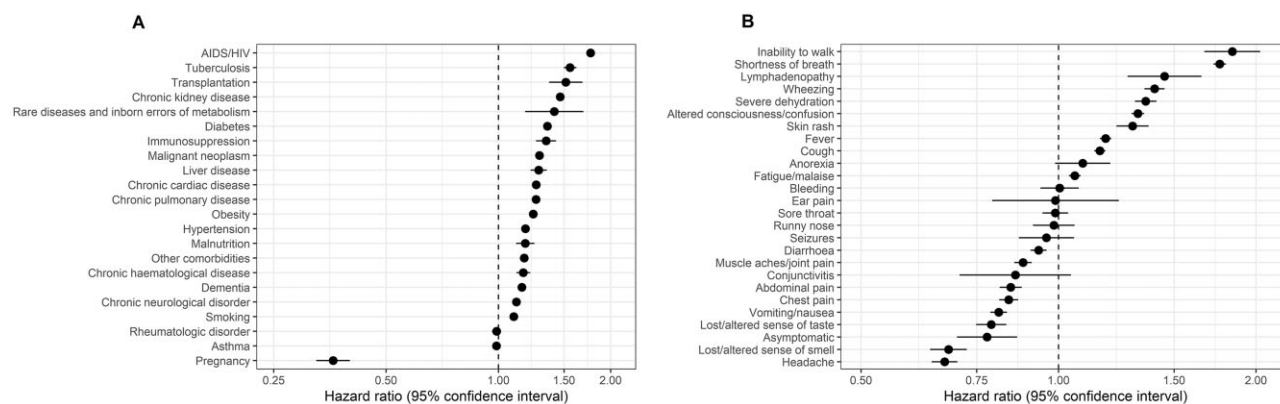 A
AIDS/HIV
Tuberculosis
Transplantation
Chronic kidney disease
Rare diseases and inborn errors of metabolism
Diabetes
Immunosuppression
Malignant neoplasm
Liver disease
Chronic cardiac disease
Chronic pulmonary disease
Obesity
Hypertension
Malnutrition
Other comorbidities
Chronic haematological disease
Dementia
Chronic neurological disorder
Smoking
Rheumatologic disorder
Asthma
Pregnancy
0.25 0.50 1.00 1.50 2.00
Hazard ratio (95% confidence interval)
B
Inability to walk
Shortness of breath
Lymphadenopathy
Wheezing
Severe dehydration
Altered consciousness/confusion
Skin rash
Fever
Cough
Anorexia
Fatigue/malaise
Bleeding
Ear pain
Sore throat
Runny nose
Seizures
Diarrhoea
Muscle aches/joint pain
Conjunctivitis
Abdominal pain
Chest pain
Vomiting/nausea
Lost/altered sense of taste
Asymptomatic
Lost/altered sense of smell
Headache
0.50 0.75 1.00 1.50 2.00
Hazard ratio (95% confidence interval)